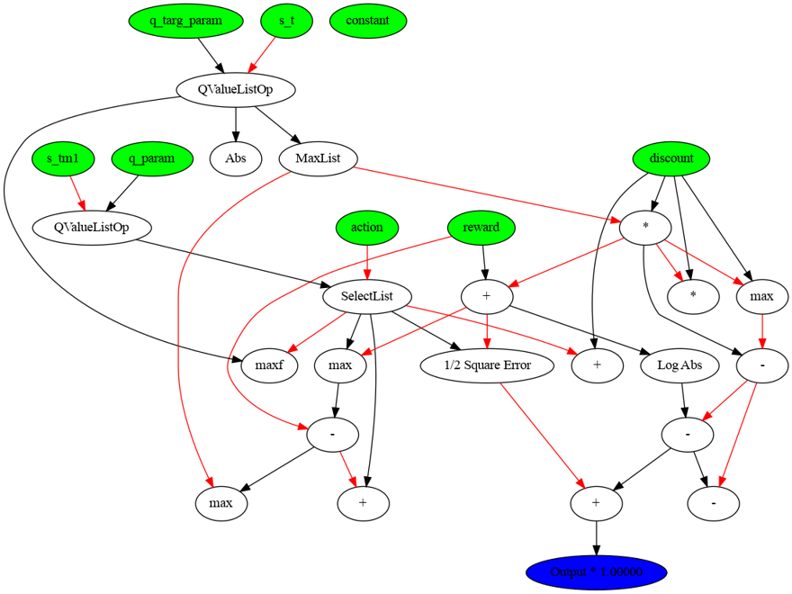 q_targ_param
s_t
constant
QValueListOp
s_tm1
q_param
Abs
MaxList
discount
QValueListOp
action
reward
*
SelectList
+
*
max
maxf
max
1/2 Square Error
+
Log Abs
-
-
-
max
+
+
-
Output * 1.00000